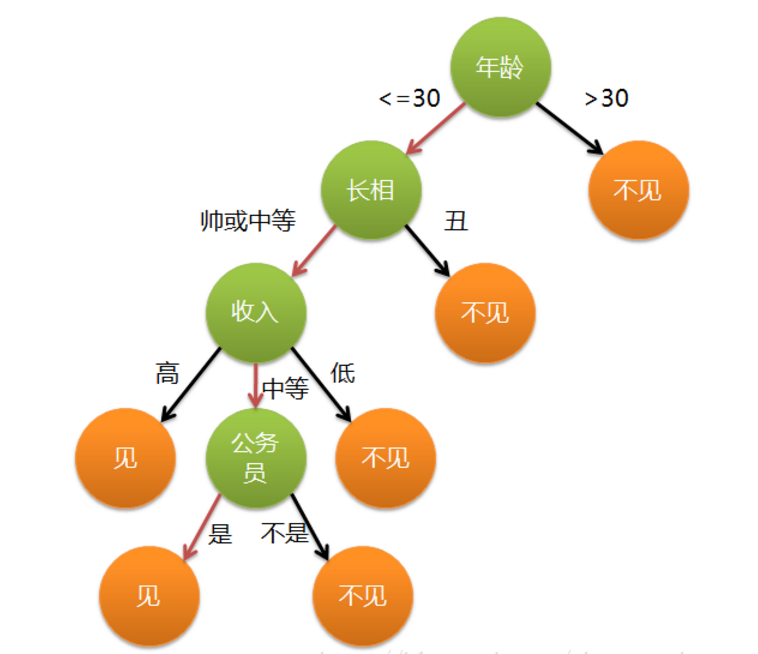 年龄
<=30
>30
长相
不见
帅或中等
丑
收入
不见
高
中等
低
见
公务
员
不见
是
不是
见
不见